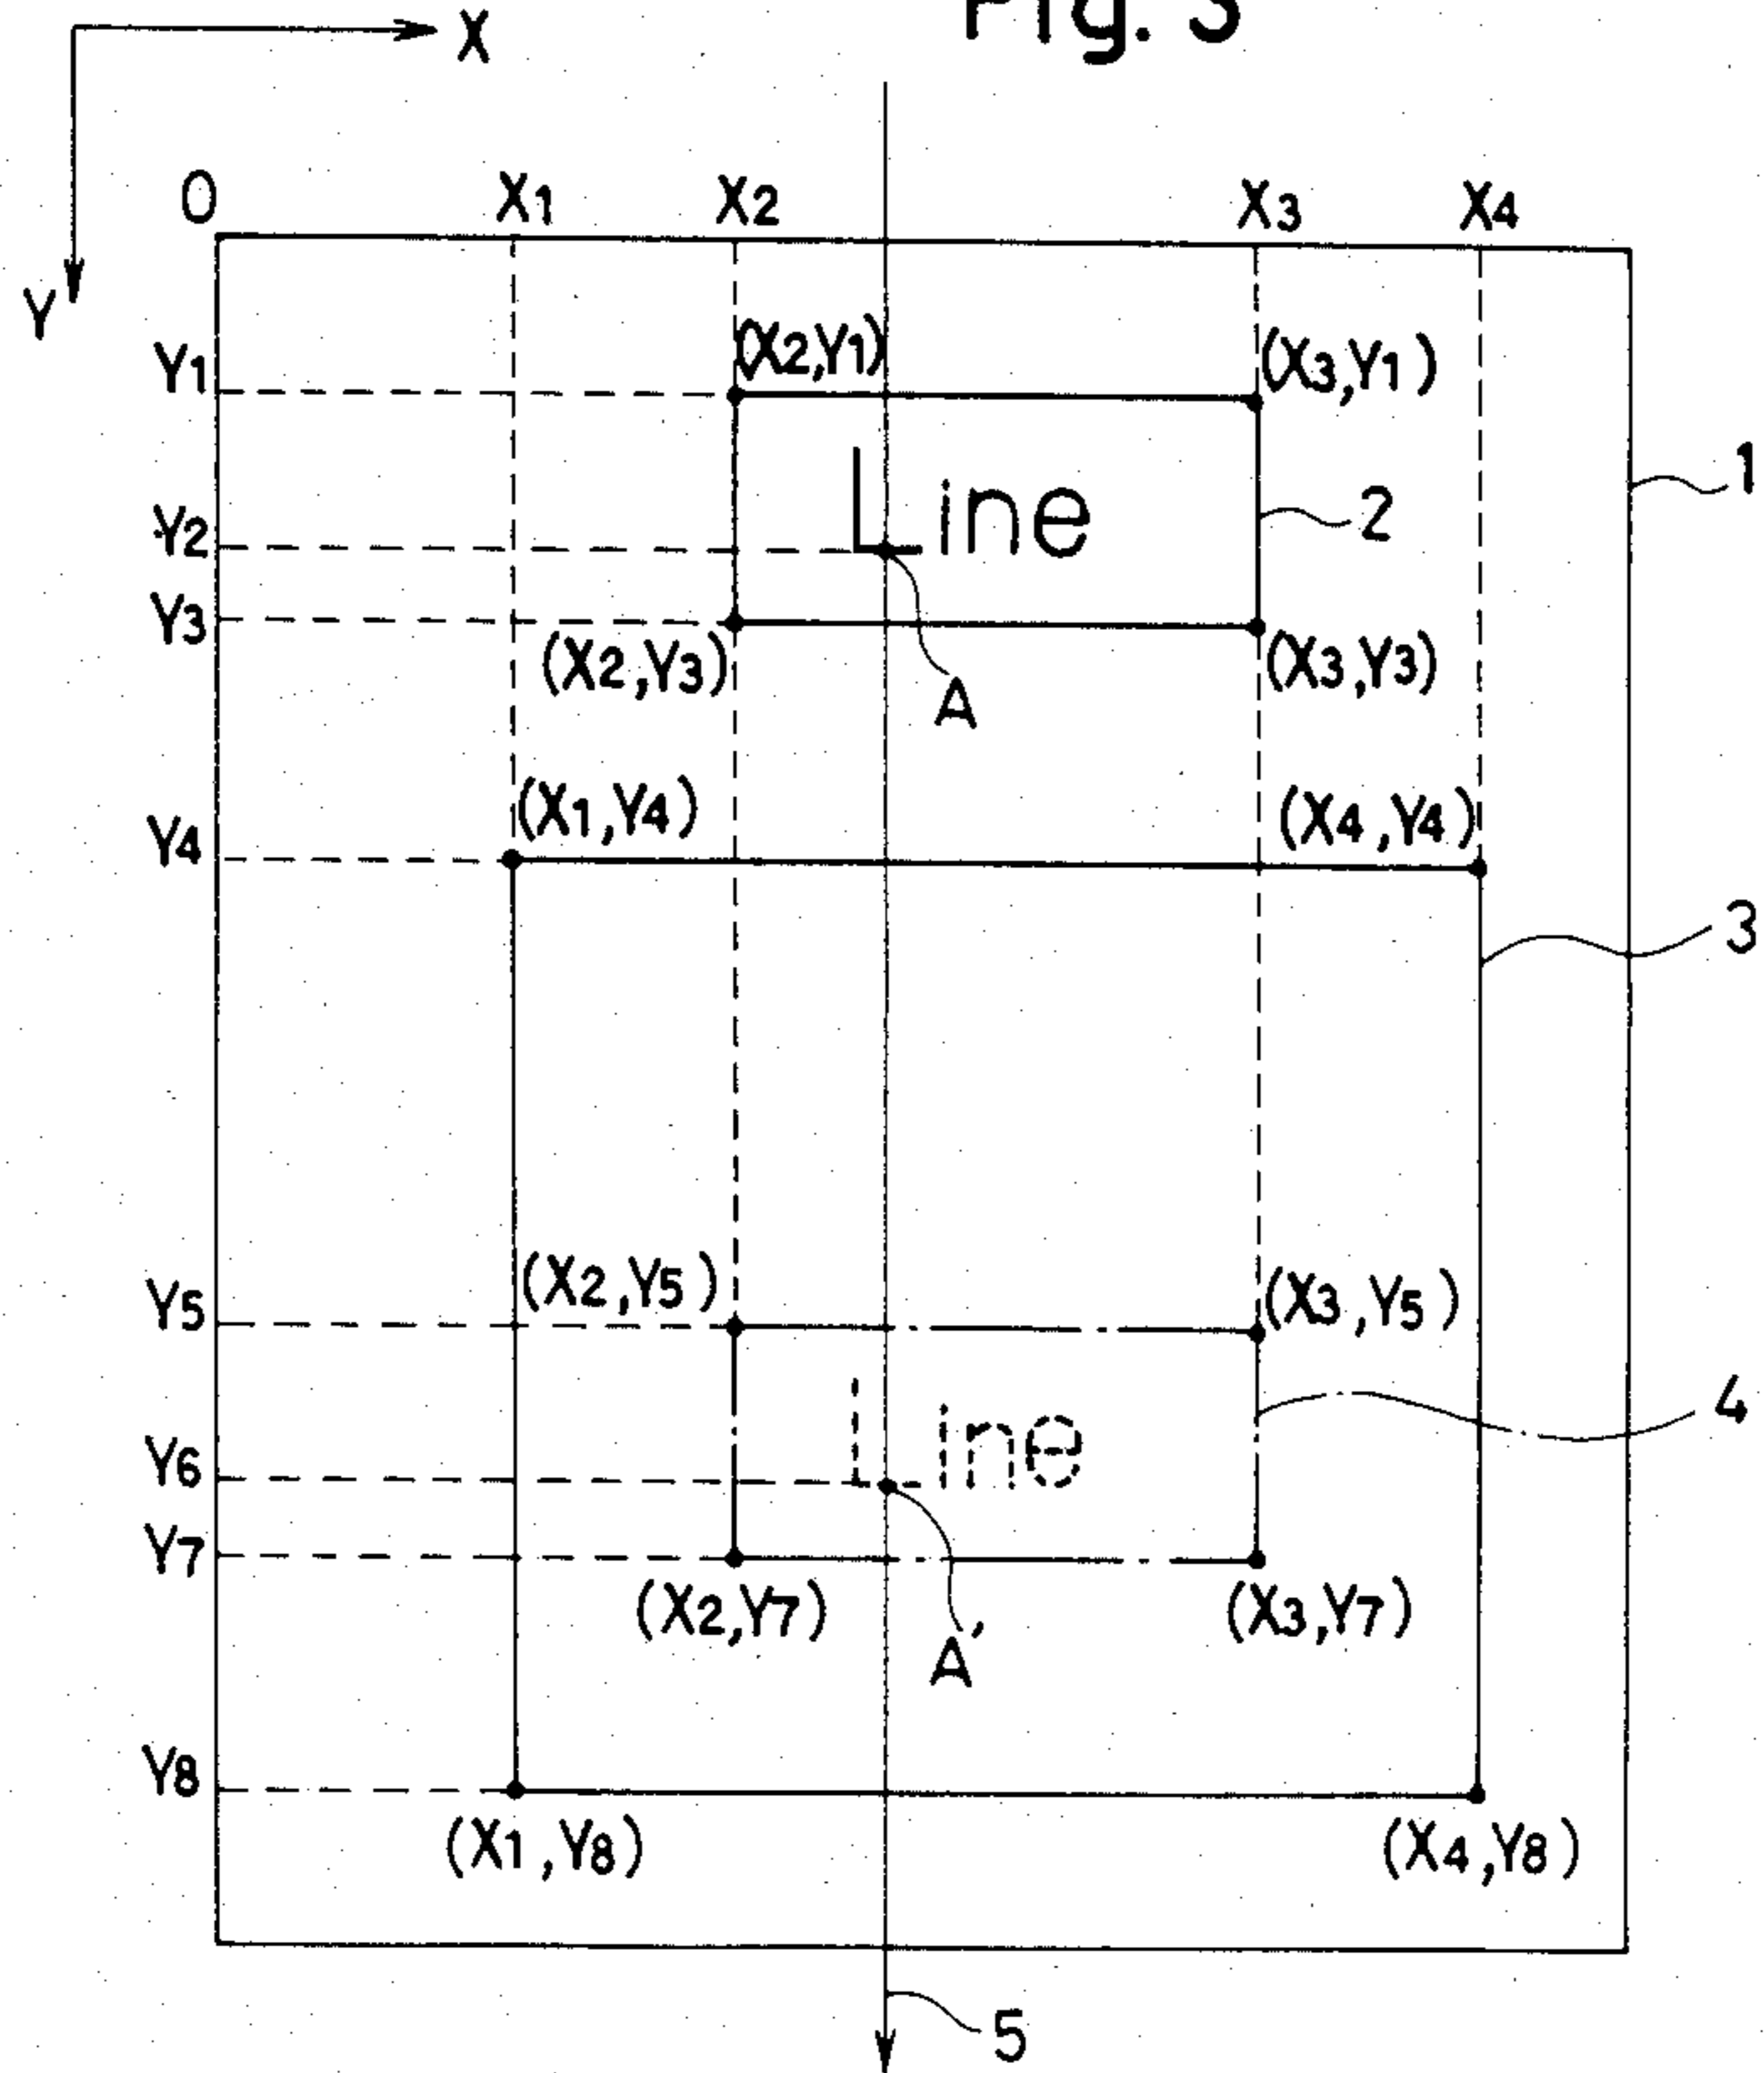 Fig. 3
X
Y
0 X1 X2 X3 X4
Y1 (X2,Y1) (X3,Y1)
1
Line 2
Y2
Y3
(X2,Y3) (X3,Y3)
A
Y4 (X1,Y4) (X4,Y4)
3
Y5 (X2,Y5) (X3,Y5)
4
Line
Y6
Y7
(X2,Y7) (X3,Y7)
A'
Y8
(X1,Y8) (X4,Y8)
5